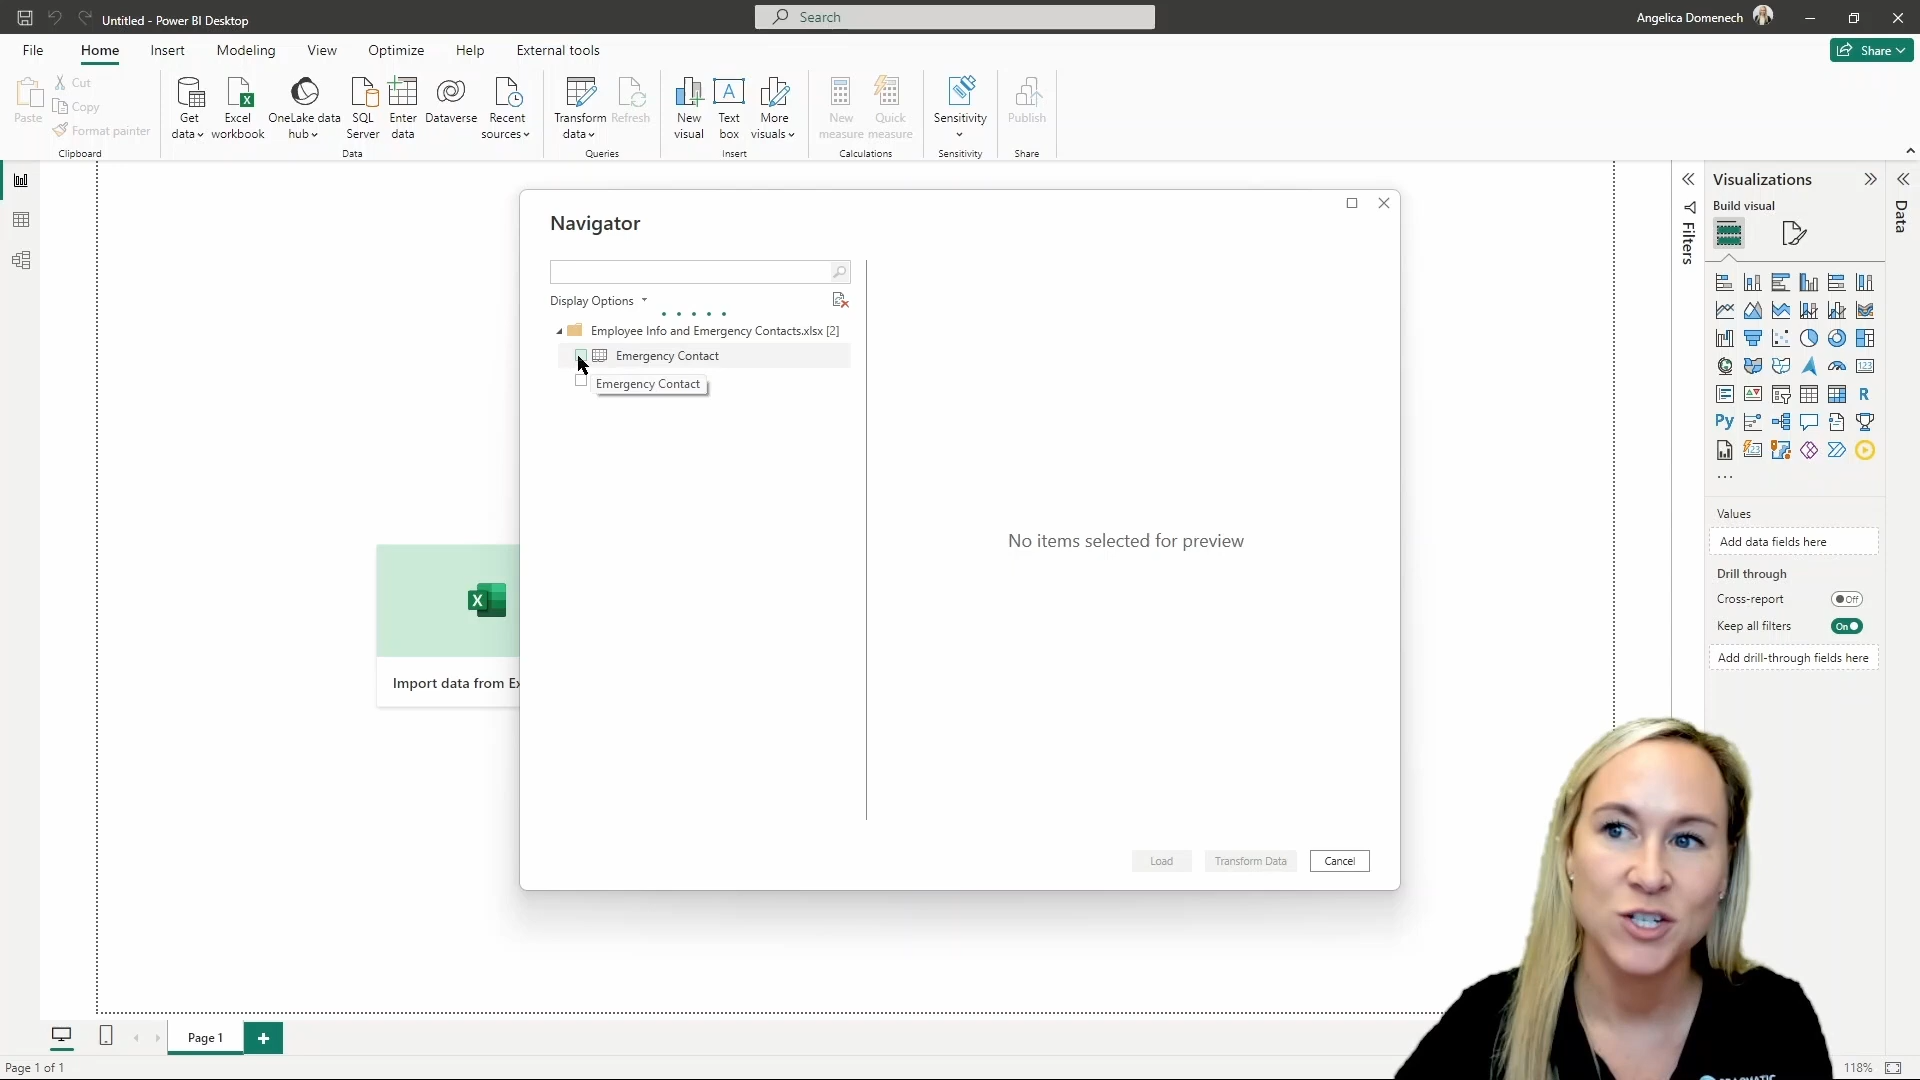 Untitled - Power BI Desktop
Search
Angelica Domenech
File
Home
Insert
Modeling
View
Optimize
Help
External tools
Share
Paste
Cut
Copy
Format painter
Clipboard
Get data
Excel workbook
OneLake data hub
SQL Server
Enter data
Dataverse
Recent sources
Data
Transform data
Refresh
Queries
New visual
Text box
More visuals
Insert
New measure
Quick measure
Calculations
Sensitivity
Sensitivity
Publish
Share
Navigator
Display Options
Employee Info and Emergency Contacts.xlsx [2]
Emergency Contact
Emergency Contact
No items selected for preview
Load
Transform Data
Cancel
Import data from Ex
Filters
Visualizations
Build visual
Data
R
Py
123
123
...
Values
Add data fields here
Drill through
Cross-report
Off
Keep all filters
On
Add drill-through fields here
Page 1
Page 1 of 1
118%